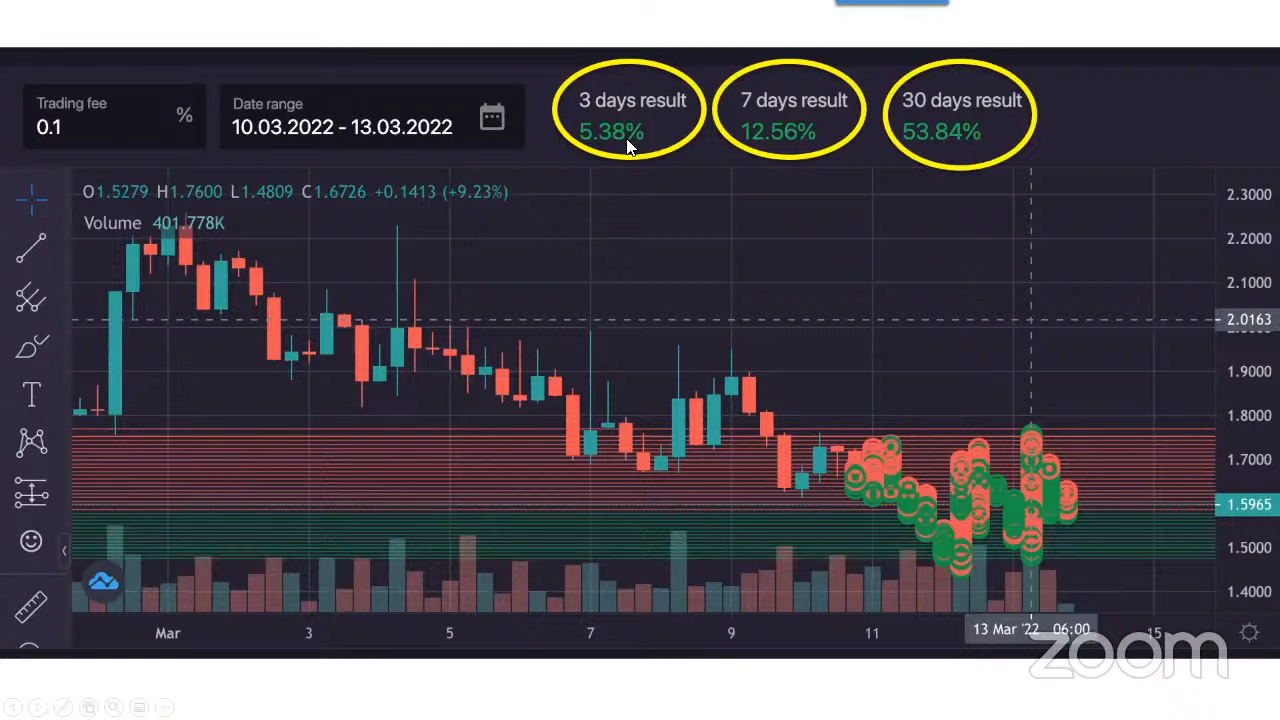 Trading fee
0.1
%
Date range
10.03.2022 - 13.03.2022
3 days result
5.38%
7 days result
12.56%
30 days result
53.84%
O1.5279 H1.7600 L1.4809 C1.6726 +0.1413 (+9.23%)
Volume 401.778K
2.3000
2.2000
2.1000
2.0163
1.9000
1.8000
1.7000
1.5965
1.5000
1.4000
Mar
3
5
7
9
11
13 Mar '22 06:00
15
zoom